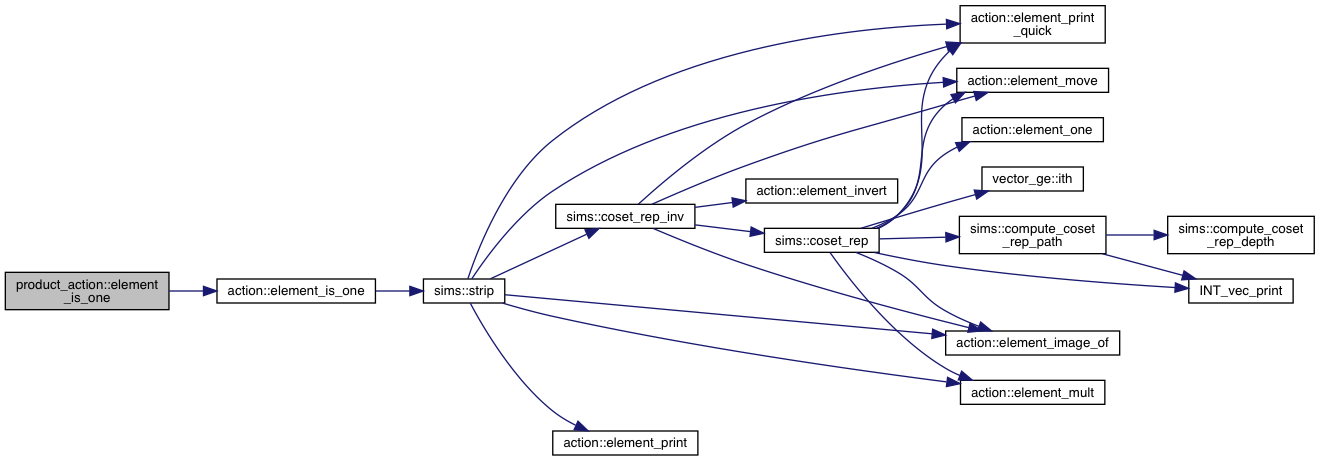 action::element_print
_quick
action::element_move
action::element_one
vector_ge::ith
action::element_invert
sims::coset_rep_inv
sims::coset_rep
sims::compute_coset
_rep_path
sims::compute_coset
_rep_depth
product_action::element
_is_one
action::element_is_one
sims::strip
INT_vec_print
action::element_image_of
action::element_mult
action::element_print